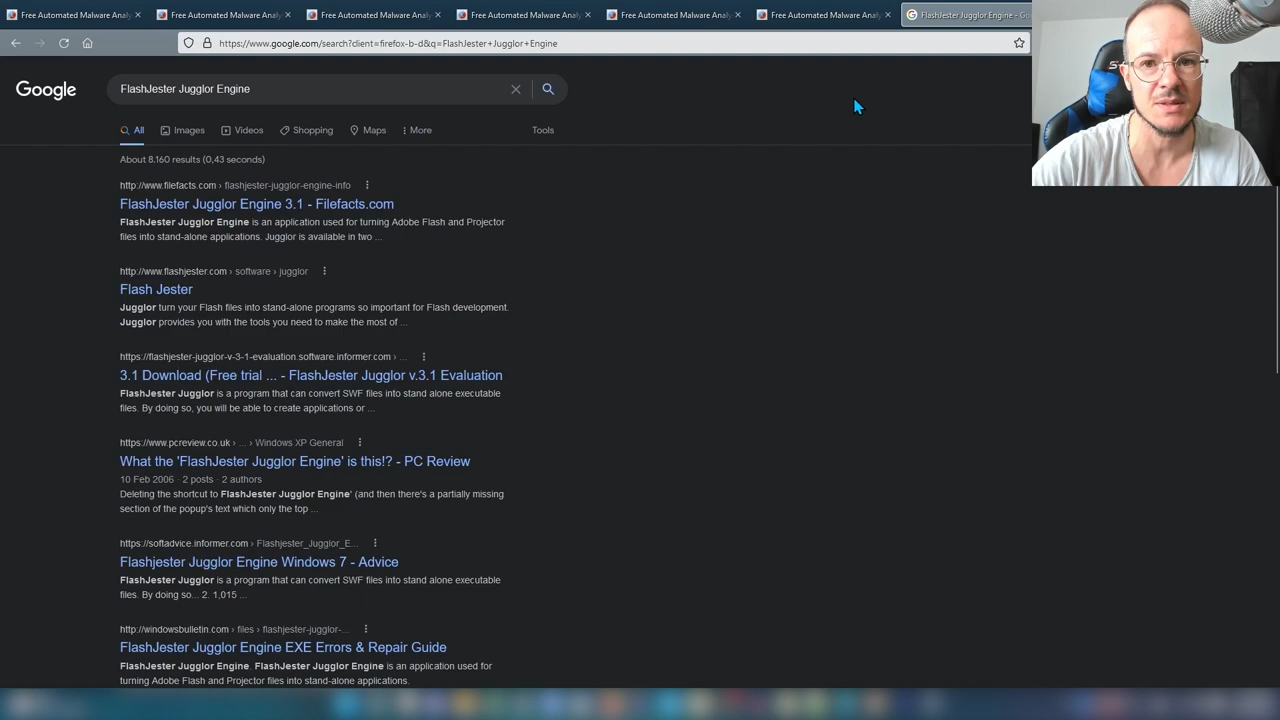 Free Automated Malware Analy
Free Automated Malware Analy
Free Automated Malware Analy
Free Automated Malware Analy
Free Automated Malware Analy
Free Automated Malware Analy
FlashJester Jugglor Engine - Go
https://www.google.com/search?client=firefox-b-d&q=FlashJester+Jugglor+Engine
Google
FlashJester Jugglor Engine
All Images Videos Shopping Maps More Tools
About 8.160 results (0,43 seconds)
http://www.filefacts.com › flashjester-jugglor-engine-info
FlashJester Jugglor Engine 3.1 - Filefacts.com
FlashJester Jugglor Engine is an application used for turning Adobe Flash and Projector
files into stand-alone applications. Jugglor is available in two ...
http://www.flashjester.com › software › jugglor
Flash Jester
Jugglor turn your Flash files into stand-alone programs so important for Flash development.
Jugglor provides you with the tools you need to make the most of ...
https://flashjester-jugglor-v-3-1-evaluation.software.informer.com › ...
3.1 Download (Free trial ... - FlashJester Jugglor v.3.1 Evaluation
FlashJester Jugglor is a program that can convert SWF files into stand alone executable
files. By doing so, you will be able to create applications or ...
https://www.pcreview.co.uk › ... › Windows XP General
What the 'FlashJester Jugglor Engine' is this!? - PC Review
10 Feb 2006 · 2 posts · 2 authors
Deleting the shortcut to FlashJester Jugglor Engine' (and then there's a partially missing
section of the popup's text which only the top ...
https://softadvice.informer.com › Flashjester_Jugglor_E...
Flashjester Jugglor Engine Windows 7 - Advice
FlashJester Jugglor is a program that can convert SWF files into stand alone executable
files. By doing so... 2. 1,015 ...
http://windowsbulletin.com › files › flashjester-jugglor-...
FlashJester Jugglor Engine EXE Errors & Repair Guide
FlashJester Jugglor Engine. FlashJester Jugglor Engine is an application used for
turning Adobe Flash and Projector files into stand-alone applications.